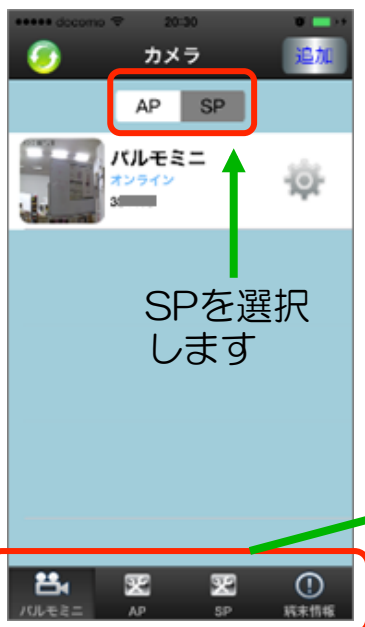 docomo 20:30
カメラ 追加
AP SP
パルモミニ
オンライン
3
SPを選択
します
パルモミニ AP SP 端末情報